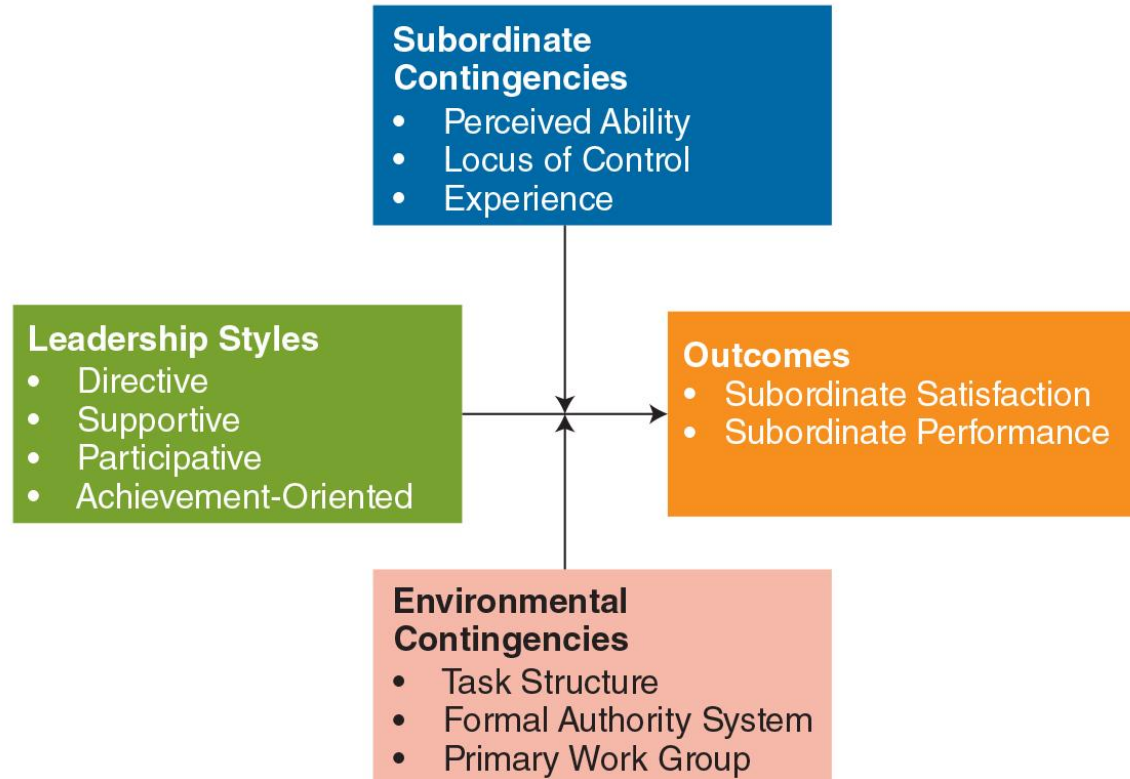 Subordinate
Contingencies
• Perceived Ability
• Locus of Control
• Experience
Leadership Styles
• Directive
• Supportive
• Participative
• Achievement-Oriented
Outcomes
• Subordinate Satisfaction
• Subordinate Performance
Environmental
Contingencies
• Task Structure
• Formal Authority System
• Primary Work Group